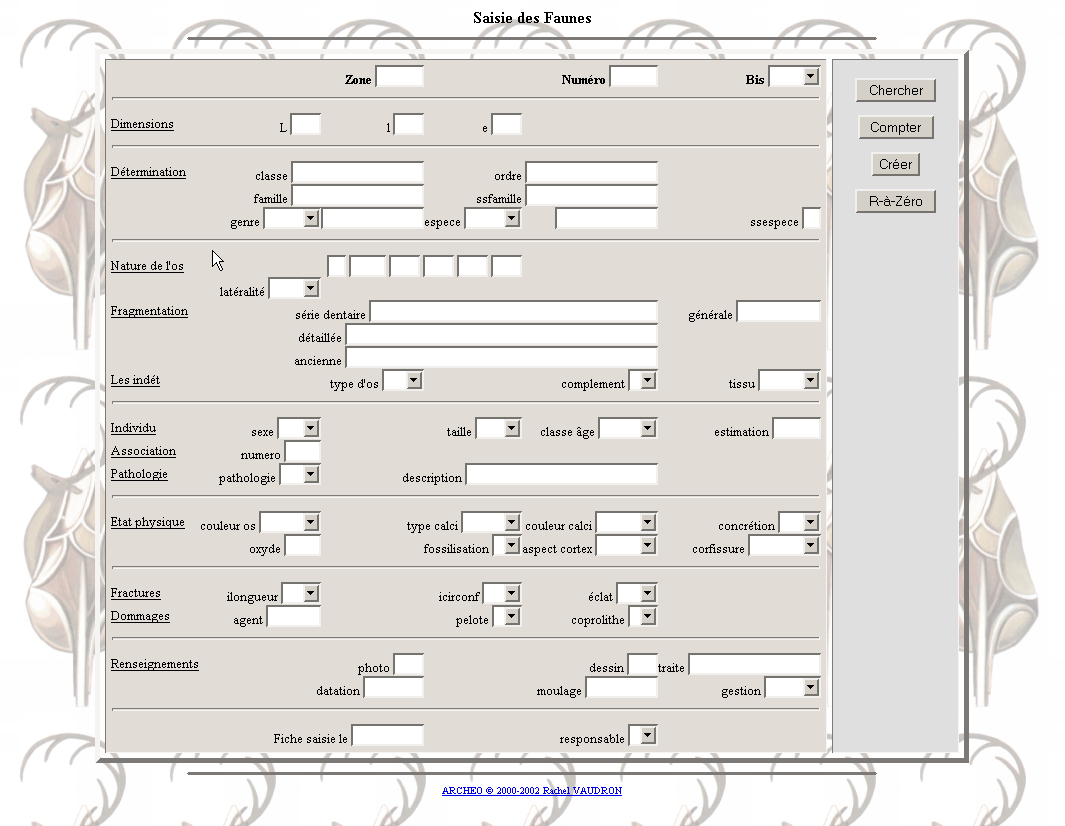 Saisie des Faunes
Zone Numéro Bis
Chercher
Compter
Créer
R-à-Zéro
Dimensions L l e
Détermination classe ordre
famille ssfamille
genre espece ssespece
Nature de l'os
latéralité
Fragmentation série dentaire générale
détaillée
ancienne
Les indét type d'os complement tissu
Individu sexe taille classe âge estimation
Association numero
Pathologie pathologie description
Etat physique couleur os type calci couleur calci concrétion
oxyde fossilisation aspect cortex corfissure
Fractures ilongueur icirconf éclat
Dommages agent pelote coprolithe
Renseignements photo dessin traite
datation moulage gestion
Fiche saisie le responsable
ARCHEO © 2000-2002 Rachel VAUDRON